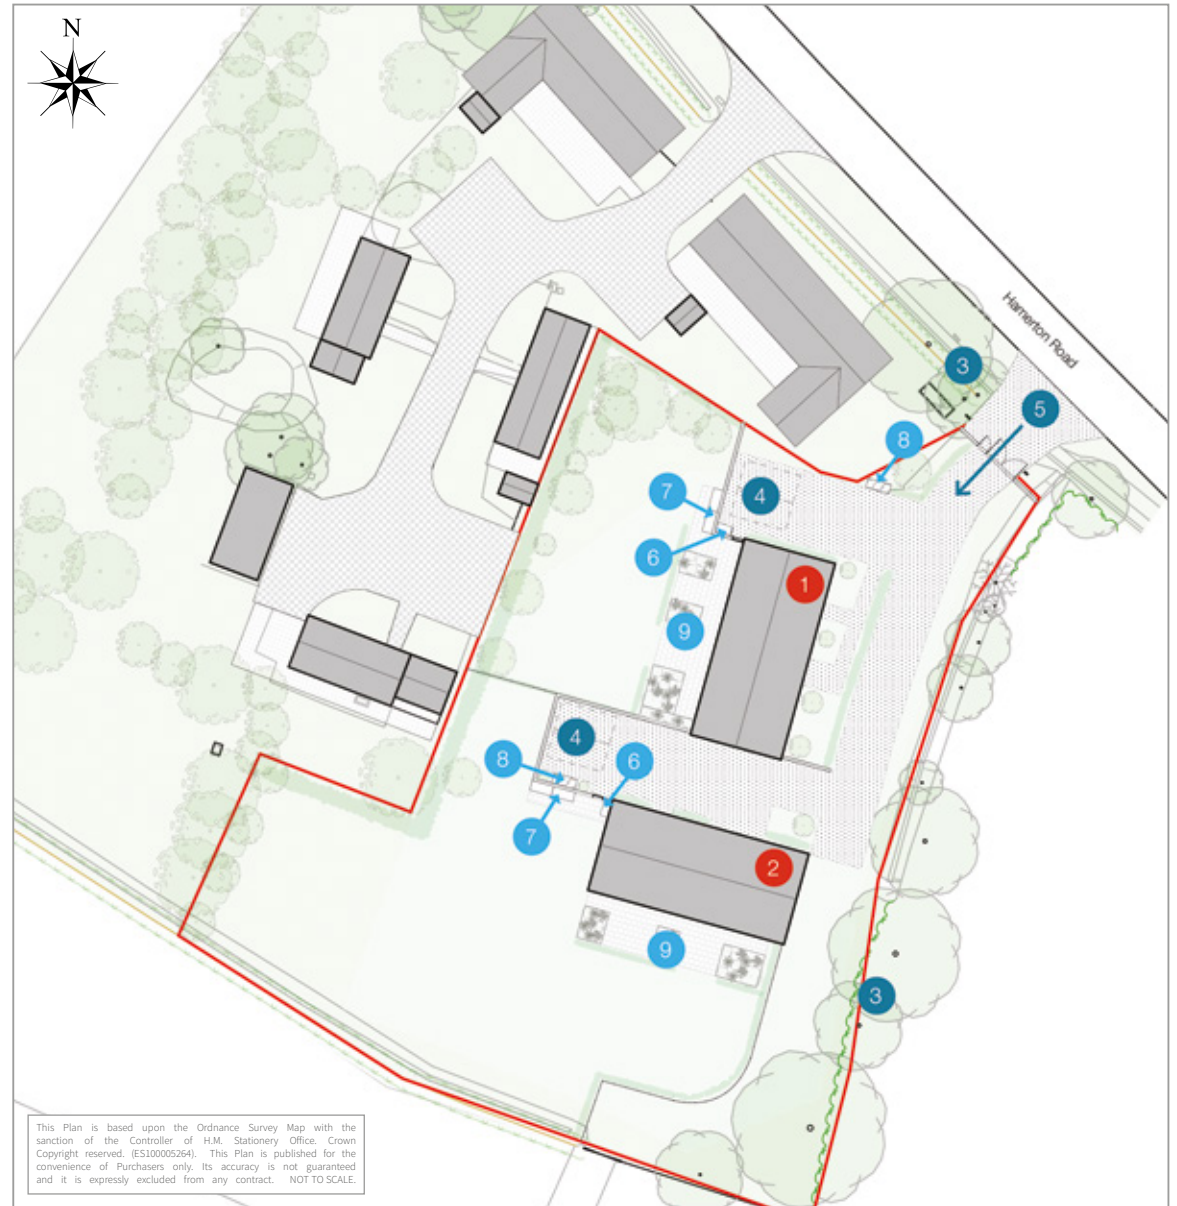 N
Hamerton Road
3
5
8
7
4
6
1
9
4
8
6
7
2
9
3
This Plan is based upon the Ordnance Survey Map with the
sanction of the Controller of H.M. Stationery Office. Crown
Copyright reserved. (ES100005264). This Plan is published for the
convenience of Purchasers only. Its accuracy is not guaranteed
and it is expressly excluded from any contract. NOT TO SCALE.